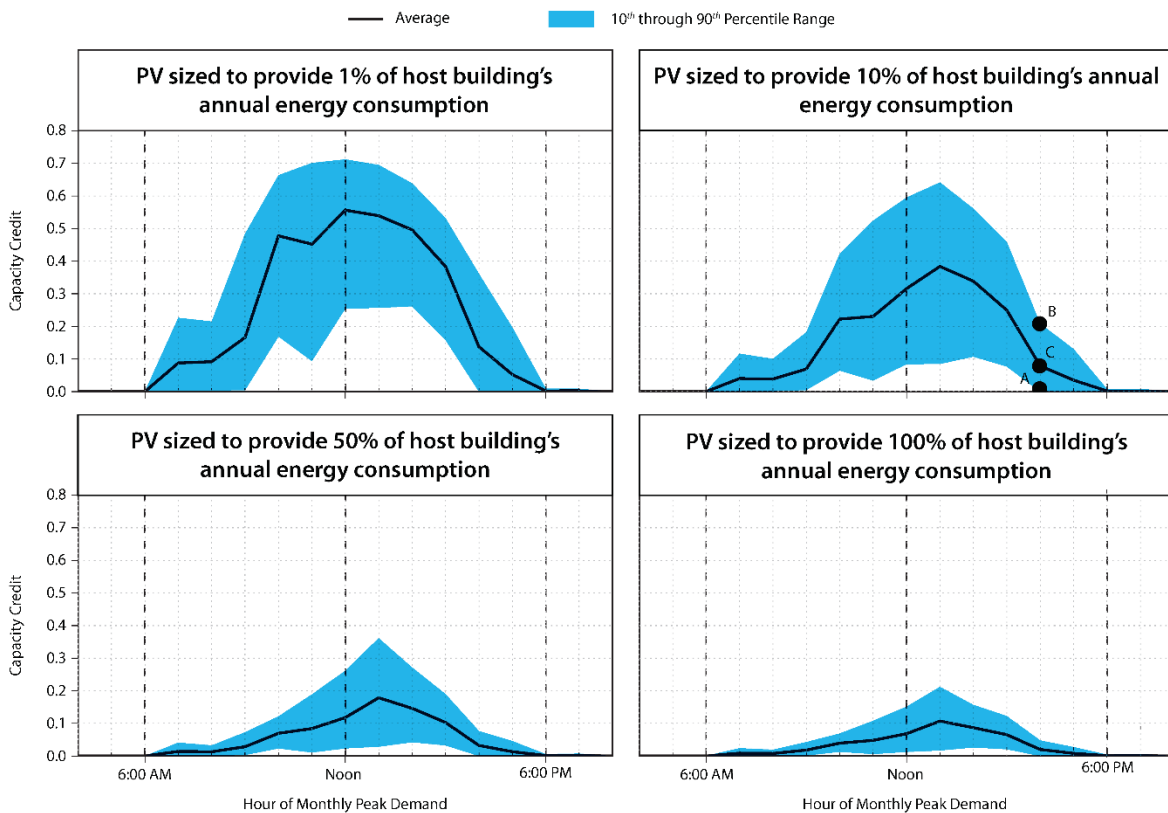 Average
10th through 90th Percentile Range
PV sized to provide 1% of host building's
annual energy consumption
PV sized to provide 10% of host building's annual
energy consumption
Capacity Credit
0.8
0.7
0.6
0.5
0.4
0.3
0.2
0.1
0.0
B
C
A
PV sized to provide 50% of host building's
annual energy consumption
PV sized to provide 100% of host building's
annual energy consumption
Capacity Credit
0.8
0.7
0.6
0.5
0.4
0.3
0.2
0.1
0.0
6:00 AM
Noon
6:00 PM
6:00 AM
Noon
6:00 PM
Hour of Monthly Peak Demand
Hour of Monthly Peak Demand